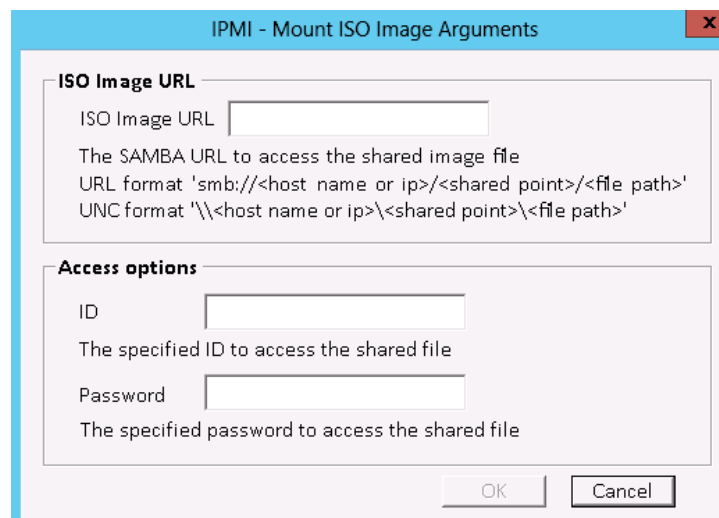 IPMI - Mount ISO Image Arguments
x
ISO Image URL
ISO Image URL
The SAMBA URL to access the shared image file
URL format 'smb://<host name or ip>/<shared point>/<file path>'
UNC format '\\<host name or ip>\<shared point>\<file path>'
Access options
ID
The specified ID to access the shared file
Password
The specified password to access the shared file
OK Cancel